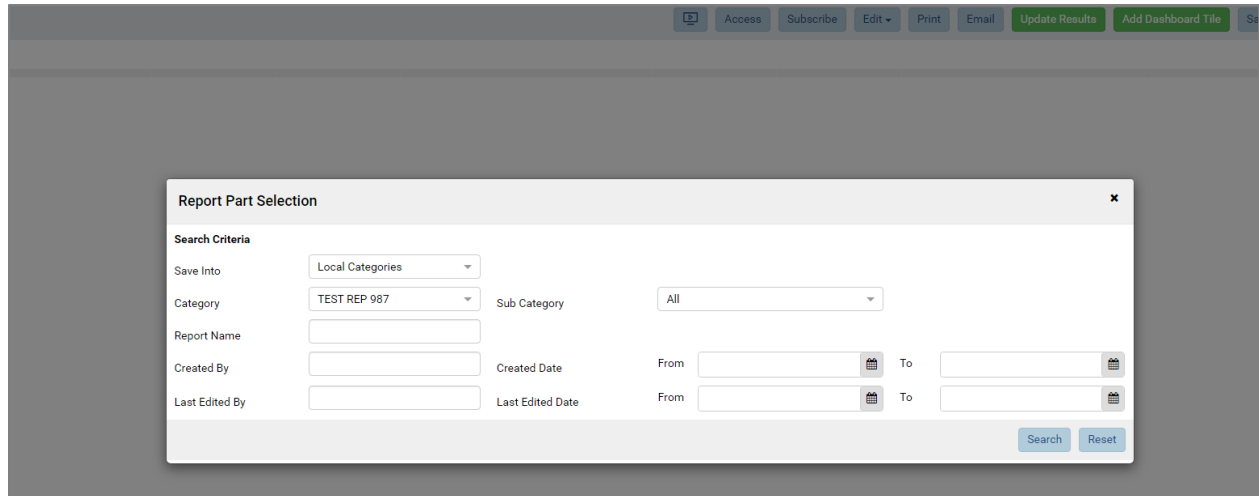 Access Subscribe Edit Print Email Update Results Add Dashboard Tile Sa
Report Part Selection
Search Criteria
Save Into Local Categories
Category TEST REP 987 Sub Category All
Report Name
Created By Created Date From To
Last Edited By Last Edited Date From To
Search Reset